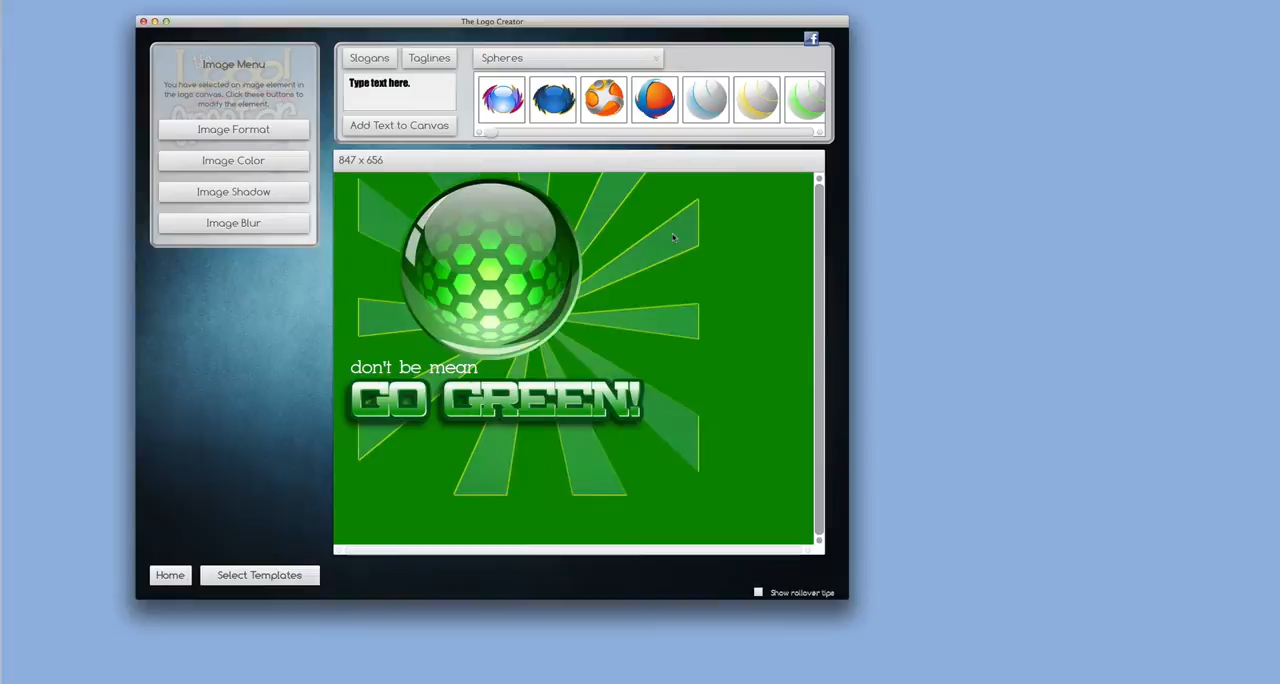 The Logo Creator
Image Menu
You have selected an image element in
the logo canvas. Click these buttons to
modify the element.
Image Format
Image Color
Image Shadow
Image Blur
Slogans
Taglines
Spheres
Type text here.
Add Text to Canvas
f
847 x 656
don't be mean
GO GREEN!
Home
Select Templates
Show rollover tips